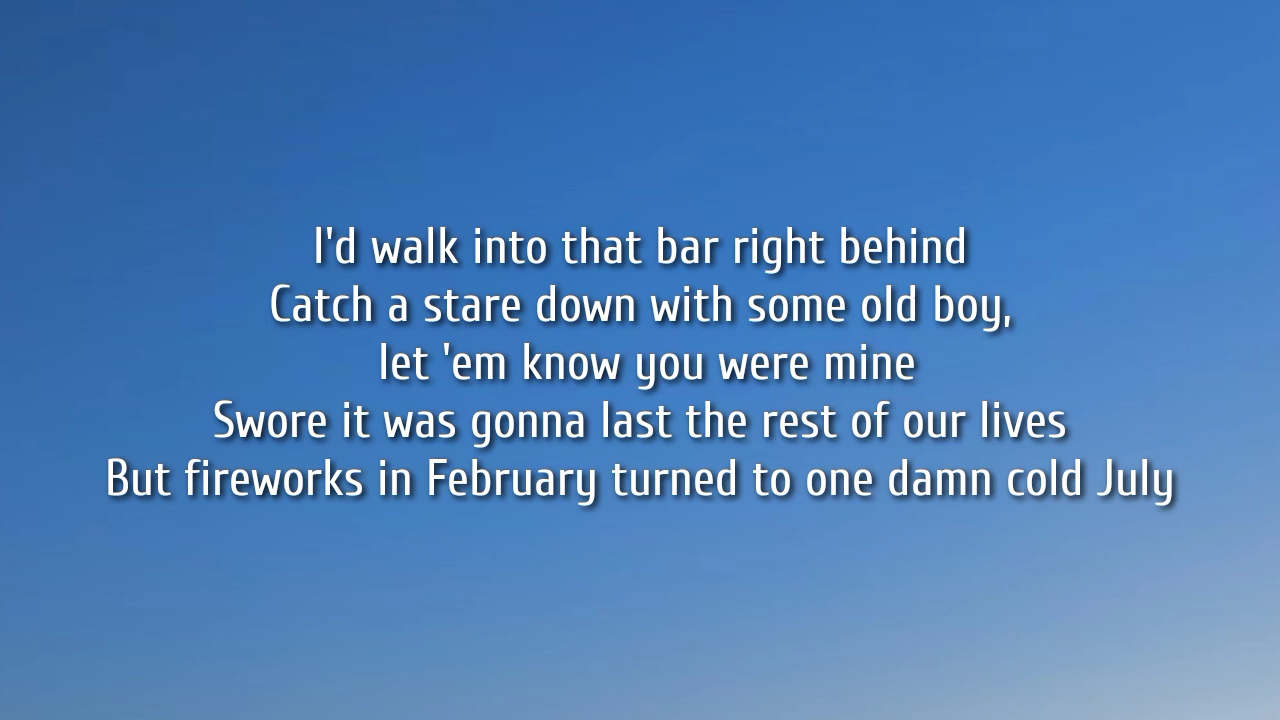 I'd walk into that bar right behind
Catch a stare down with some old boy,
let 'em know you were mine
Swore it was gonna last the rest of our lives
But fireworks in February turned to one damn cold July